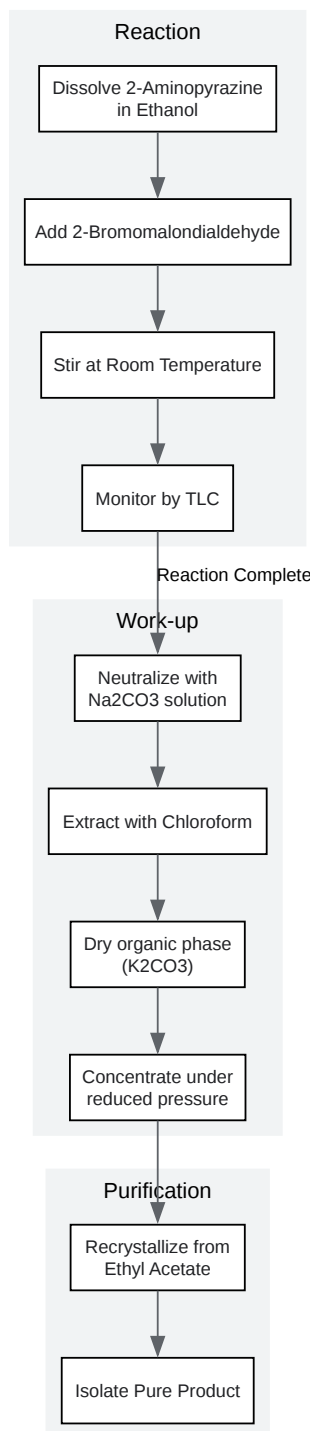 Reaction
Dissolve 2-Aminopyrazine
in Ethanol
Add 2-Bromomalondialdehyde
Stir at Room Temperature
Monitor by TLC
Reaction Complete
Work-up
Neutralize with
Na2CO3 solution
Extract with Chloroform
Dry organic phase
(K2CO3)
Concentrate under
reduced pressure
Purification
Recrystallize from
Ethyl Acetate
Isolate Pure Product